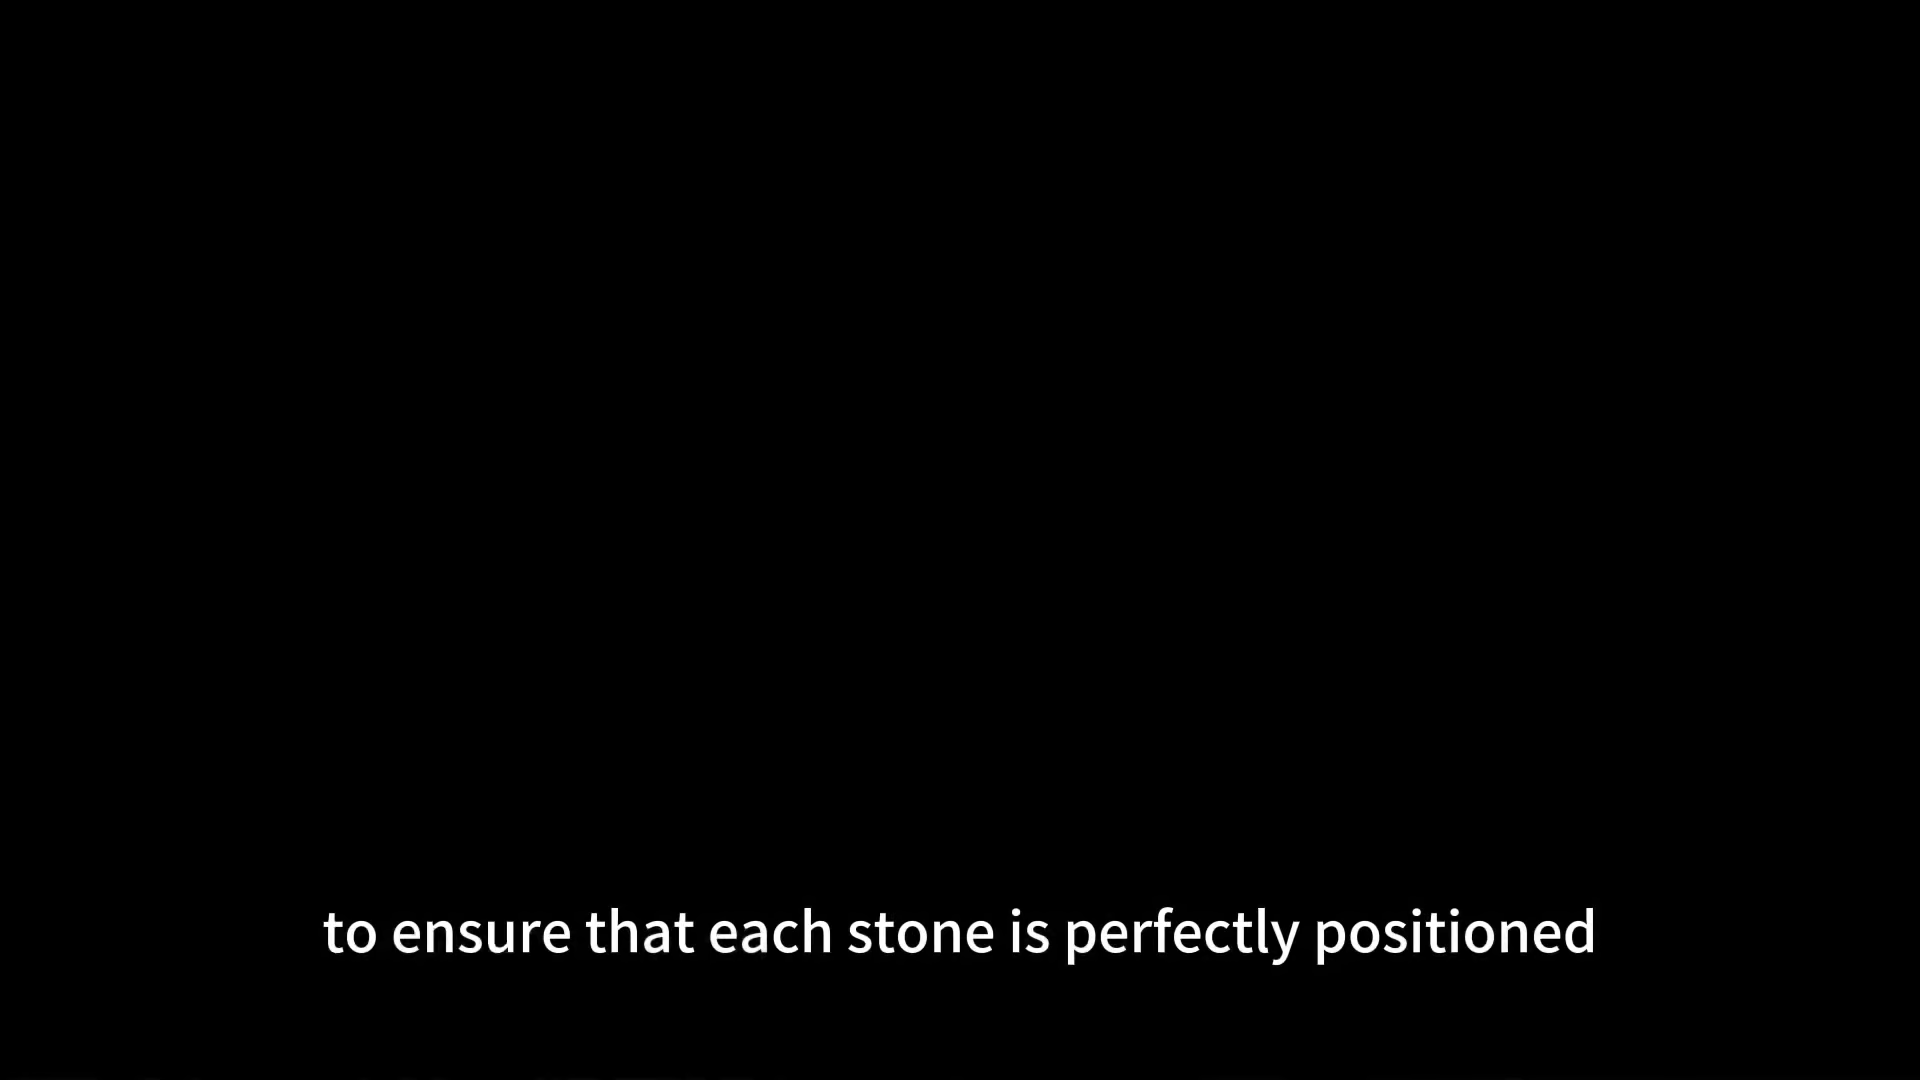 to ensure that each stone is perfectly positioned